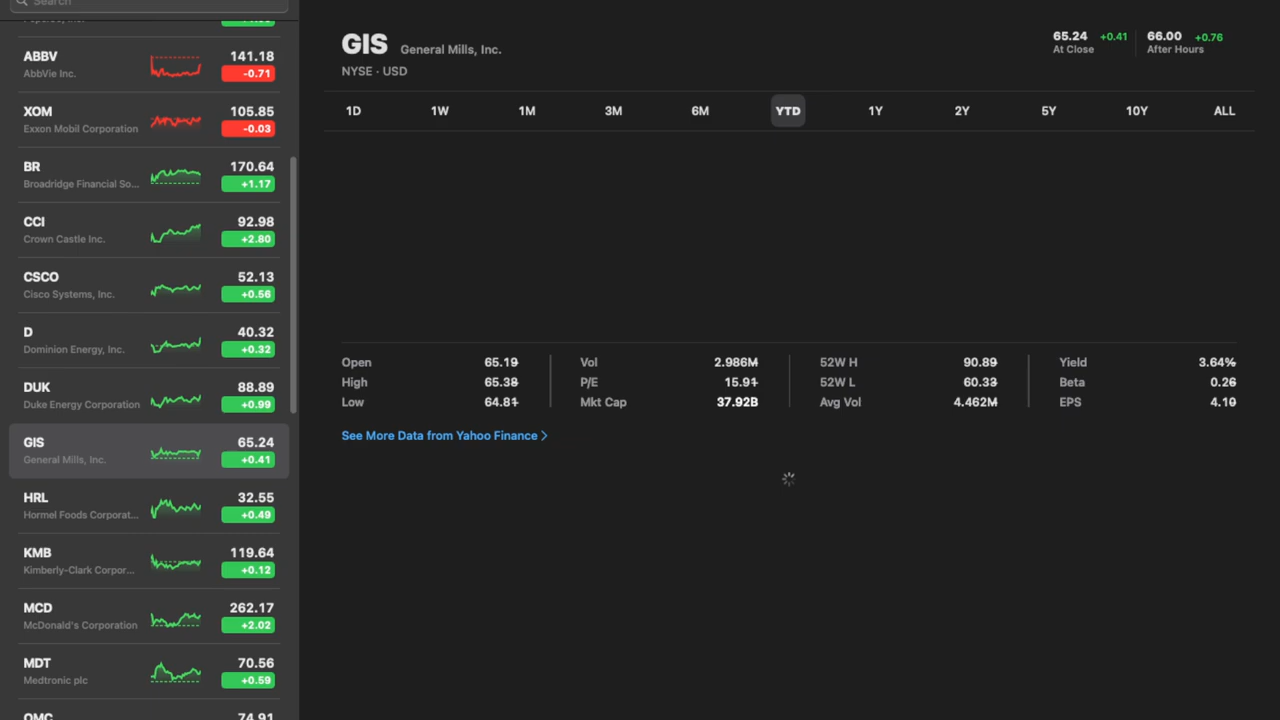 Search
ABBV 141.18
AbbVie Inc. -0.71
XOM 105.85
Exxon Mobil Corporation -0.03
BR 170.64
Broadridge Financial So... +1.17
CCI 92.98
Crown Castle Inc. +2.80
CSCO 52.13
Cisco Systems, Inc. +0.56
D 40.32
Dominion Energy, Inc. +0.32
DUK 88.89
Duke Energy Corporation +0.99
GIS 65.24
General Mills, Inc. +0.41
HRL 32.55
Hormel Foods Corporat... +0.49
KMB 119.64
Kimberly-Clark Corpor... +0.12
MCD 262.17
McDonald's Corporation +2.02
MDT 70.56
Medtronic plc +0.59
OMC 74.91
GIS General Mills, Inc.
NYSE · USD
65.24 +0.41 66.00 +0.76
At Close After Hours
1D 1W 1M 3M 6M YTD 1Y 2Y 5Y 10Y ALL
Open 65.19 Vol 2.986M 52W H 90.89 Yield 3.64%
High 65.38 P/E 15.91 52W L 60.33 Beta 0.26
Low 64.81 Mkt Cap 37.92B Avg Vol 4.462M EPS 4.10
See More Data from Yahoo Finance >